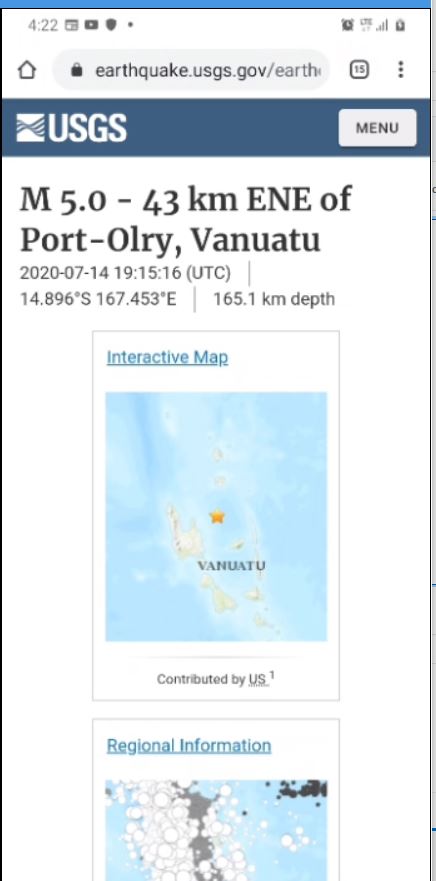 4:22
LTE
earthquake.usgs.gov/earth
15
USGS
MENU
M 5.0 - 43 km ENE of
Port-Olry, Vanuatu
2020-07-14 19:15:16 (UTC)
14.896°S 167.453°E | 165.1 km depth
Interactive Map
VANUATU
Contributed by US 1
Regional Information